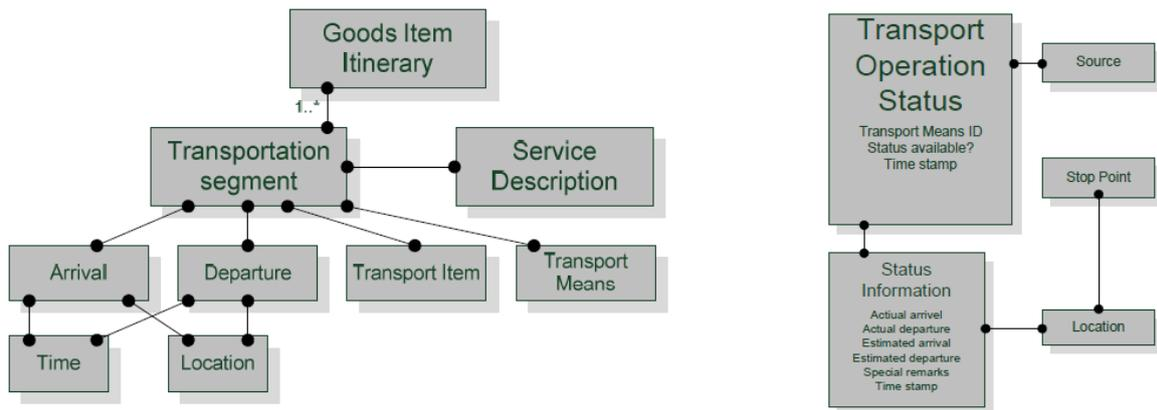 Goods Item
Itinerary
1..*
Transportation
segment
Service
Description
Arrival
Departure
Transport Item
Transport
Means
Time
Location
Transport
Operation
Status
Transport Means ID
Status available?
Time stamp
Source
Stop Point
Status
Information
Actiual arrivel
Actual departure
Estimated arrival
Estimated departure
Special remarks
Time stamp
Location